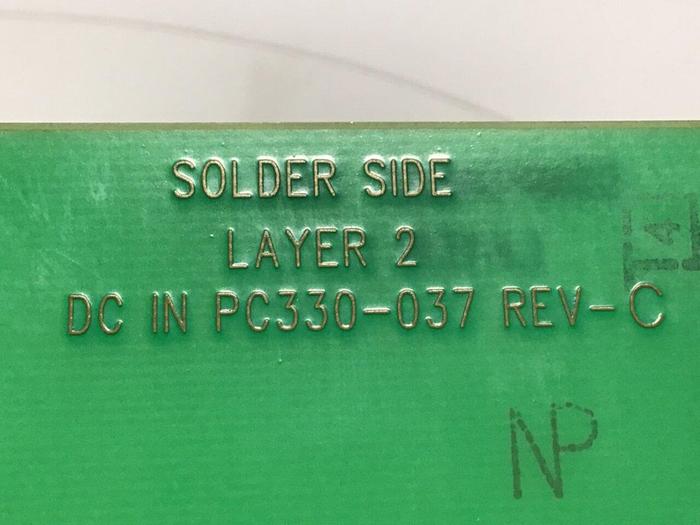 SOLDER SIDE
LAYER 2
DC IN PC330-037 REV-C
NP